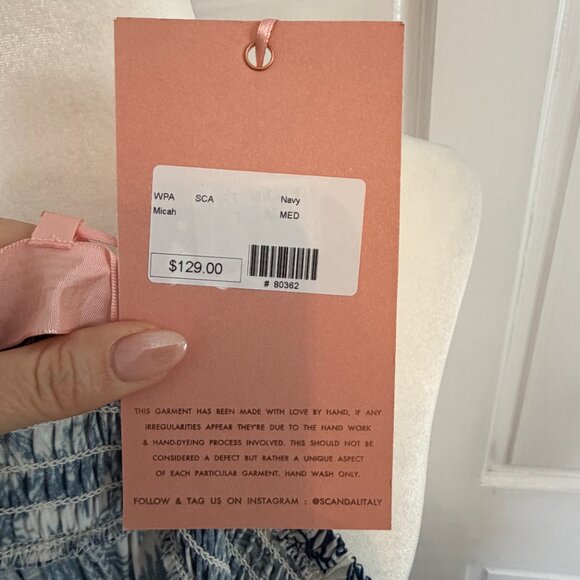 WPA SCA Navy
Micah MED
$129.00
# 80362
THIS GARMENT HAS BEEN MADE WITH LOVE BY HAND, IF ANY
IRREGULARITIES APPEAR THEY'RE DUE TO THE HAND WORK
& HAND-DYEING PROCESS INVOLVED. THIS SHOULD NOT BE
CONSIDERED A DEFECT BUT RATHER A UNIQUE ASPECT
OF EACH PARTICULAR GARMENT. HAND WASH ONLY.
FOLLOW & TAG US ON INSTAGRAM : @SCANDALITALY